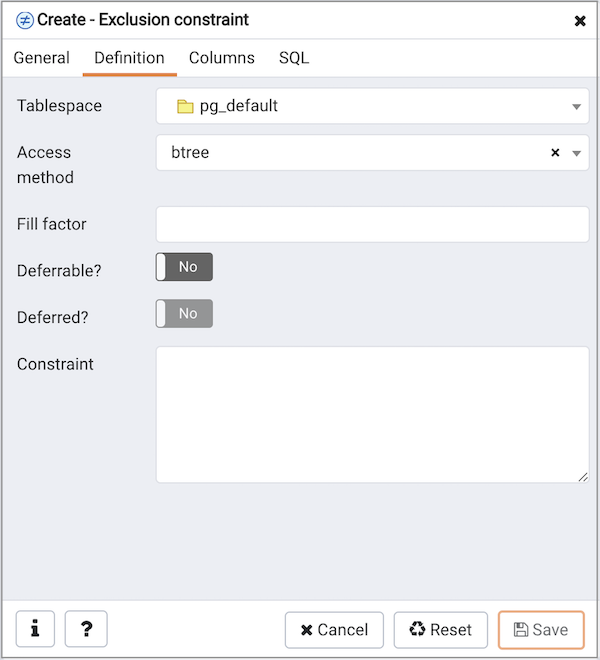 Create - Exclusion constraint
General Definition Columns SQL
Tablespace pg_default
Access method btree
Fill factor
Deferrable? No
Deferred? No
Constraint
i ? Cancel Reset Save